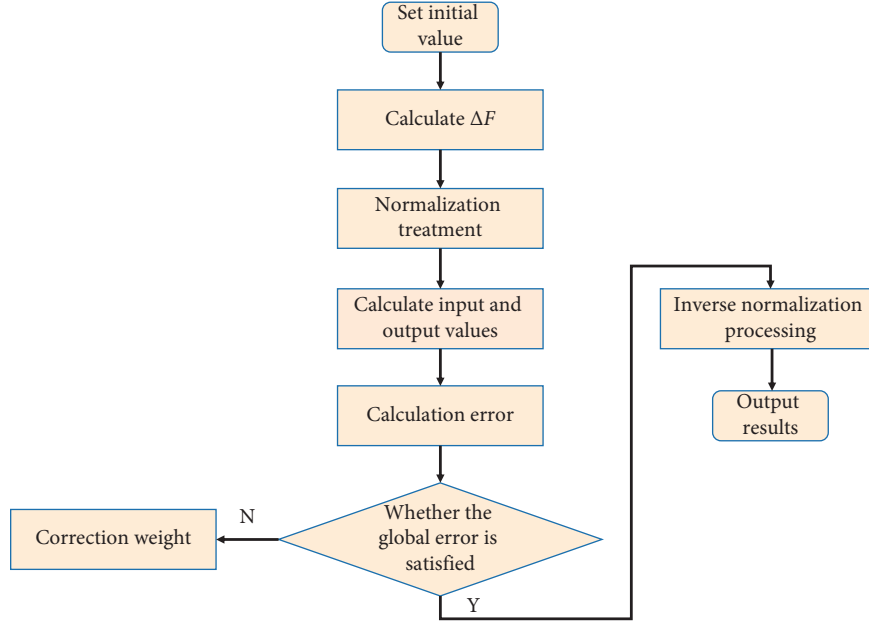 Set initial
value
Calculate ΔF
Normalization
treatment
Calculate input and
output values
Calculation error
Whether the
global error is
satisfied
N
Correction weight
Y
Inverse normalization
processing
Output
results